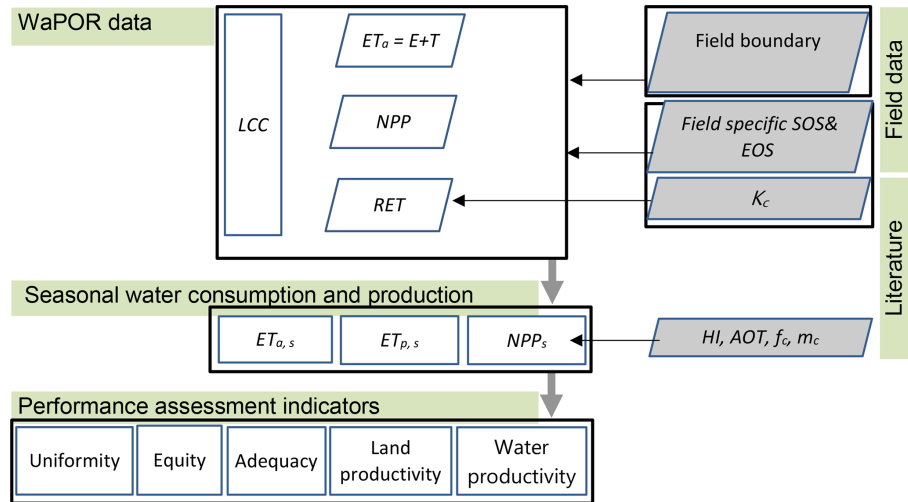 WaPOR data
LCC
ETa = E+T
NPP
RET
Field boundary
Field specific SOS&
EOS
Kc
Field data
Literature
Seasonal water consumption and production
ETa, s
ETp, s
NPPs
HI, AOT, fc, mc
Performance assessment indicators
Uniformity
Equity
Adequacy
Land
productivity
Water
productivity